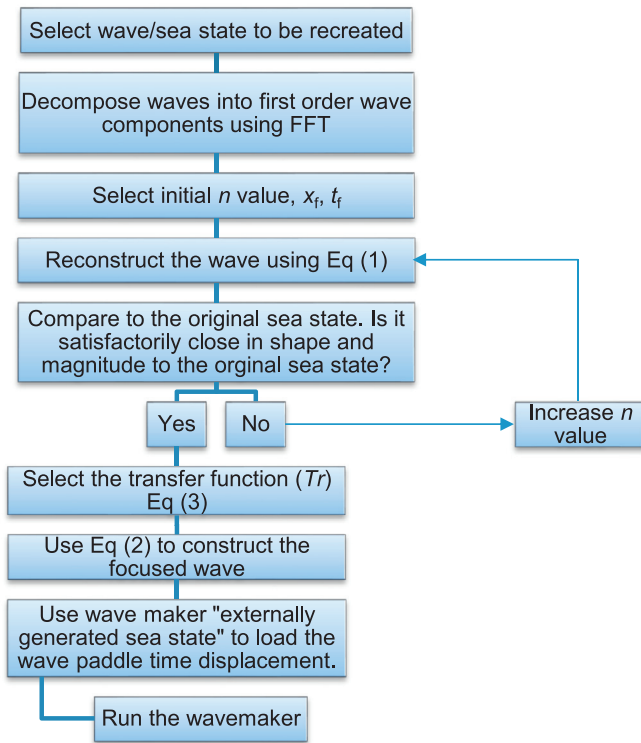 Select wave/sea state to be recreated
Decompose waves into first order wave
components using FFT
Select initial n value, xf, tf
Reconstruct the wave using Eq (1)
Compare to the original sea state. Is it
satisfactorily close in shape and
magnitude to the orginal sea state?
Yes
No
Increase n
value
Select the transfer function (Tr)
Eq (3)
Use Eq (2) to construct the
focused wave
Use wave maker "externally
generated sea state" to load the
wave paddle time displacement.
Run the wavemaker